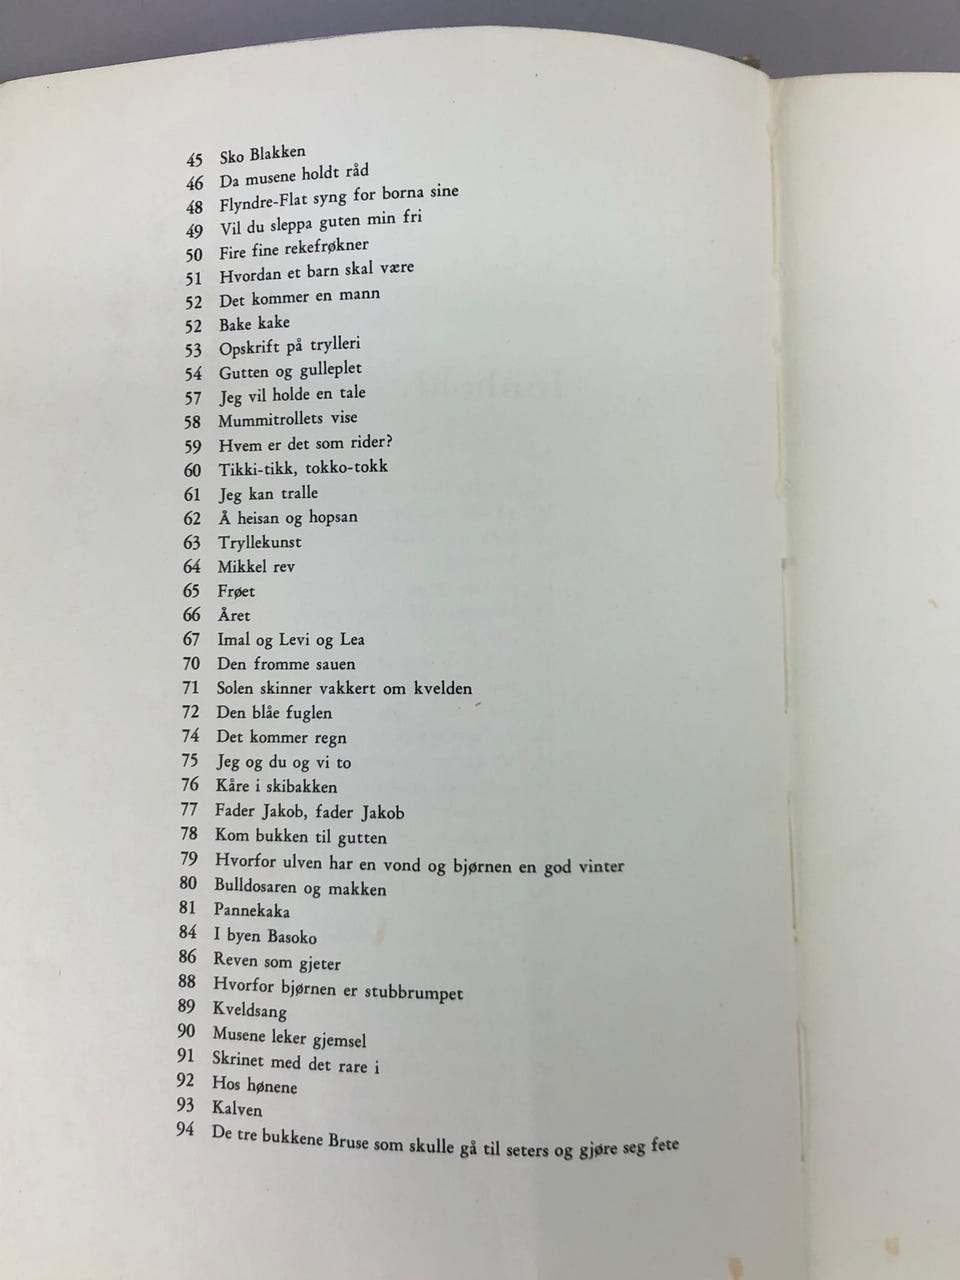 45 Sko Blakken
46 Da musene holdt råd
48 Flyndre-Flat syng for borna sine
49 Vil du sleppa guten min fri
50 Fire fine rekefrøkner
51 Hvordan et barn skal være
52 Det kommer en mann
52 Bake kake
53 Opskrift på trylleri
54 Gutten og gulleplet
57 Jeg vil holde en tale
58 Mummitrollets vise
59 Hvem er det som rider?
60 Tikki-tikk, tokko-tokk
61 Jeg kan tralle
62 Å heisan og hopsan
63 Tryllekunst
64 Mikkel rev
65 Frøet
66 Året
67 Imal og Levi og Lea
70 Den fromme sauen
71 Solen skinner vakkert om kvelden
72 Den blåe fuglen
74 Det kommer regn
75 Jeg og du og vi to
76 Kåre i skibakken
77 Fader Jakob, fader Jakob
78 Kom bukken til gutten
79 Hvorfor ulven har en vond og bjørnen en god vinter
80 Bulldosaren og makken
81 Pannekaka
84 I byen Basoko
86 Reven som gjeter
88 Hvorfor bjørnen er stubbrumpet
89 Kveldsang
90 Musene leker gjemsel
91 Skrinet med det rare i
92 Hos hønene
93 Kalven
94 De tre bukkene Bruse som skulle gå til seters og gjøre seg fete